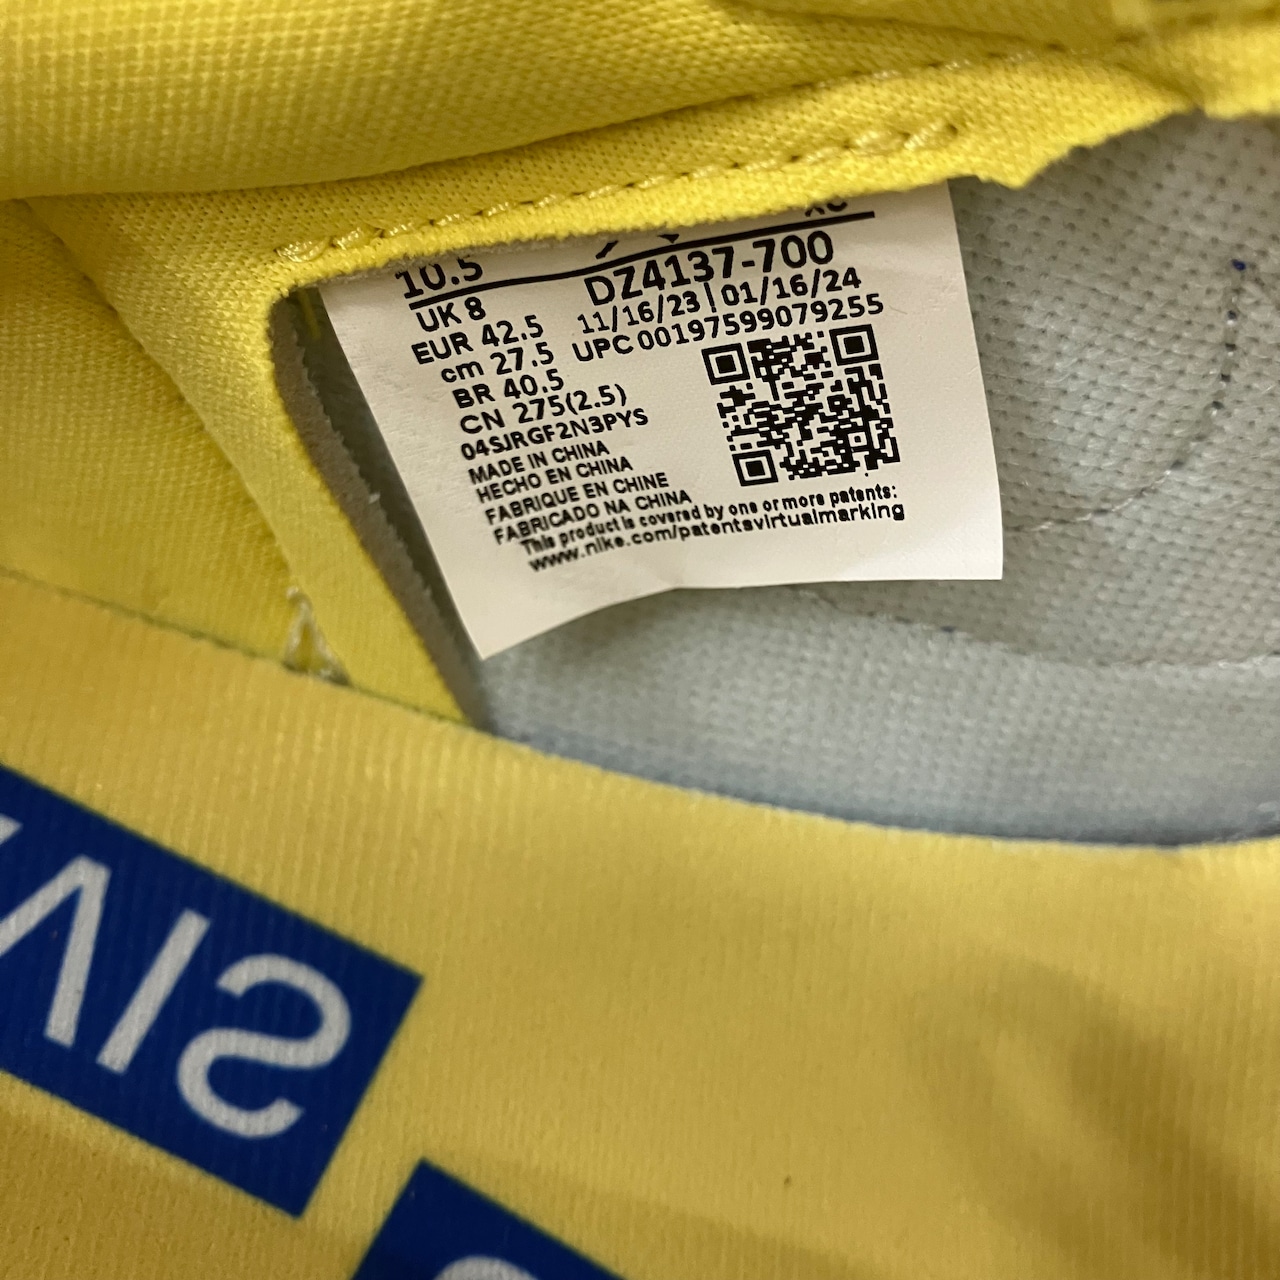 10.5
UK 8
EUR 42.5
cm 27.5
BR 40.5
CN 275(2.5)
DZ4137-700
11/16/23 | 01/16/24
UPC 00197599079255
04SJRGF2N3PYS
MADE IN CHINA
HECHO EN CHINA
FABRIQUE EN CHINE
FABRICADO NA CHINA
This product is covered by one or more patents:
www.nike.com/patentsvirtualmarking
SIV